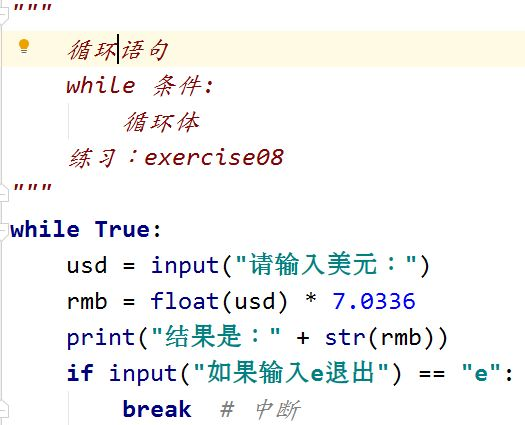 """
    循环语句
    while 条件:
        循环体
    练习：exercise08
"""
while True:
    usd = input("请输入美元：")
    rmb = float(usd) * 7.0336
    print("结果是：" + str(rmb))
    if input("如果输入e退出") == "e":
        break  # 中断